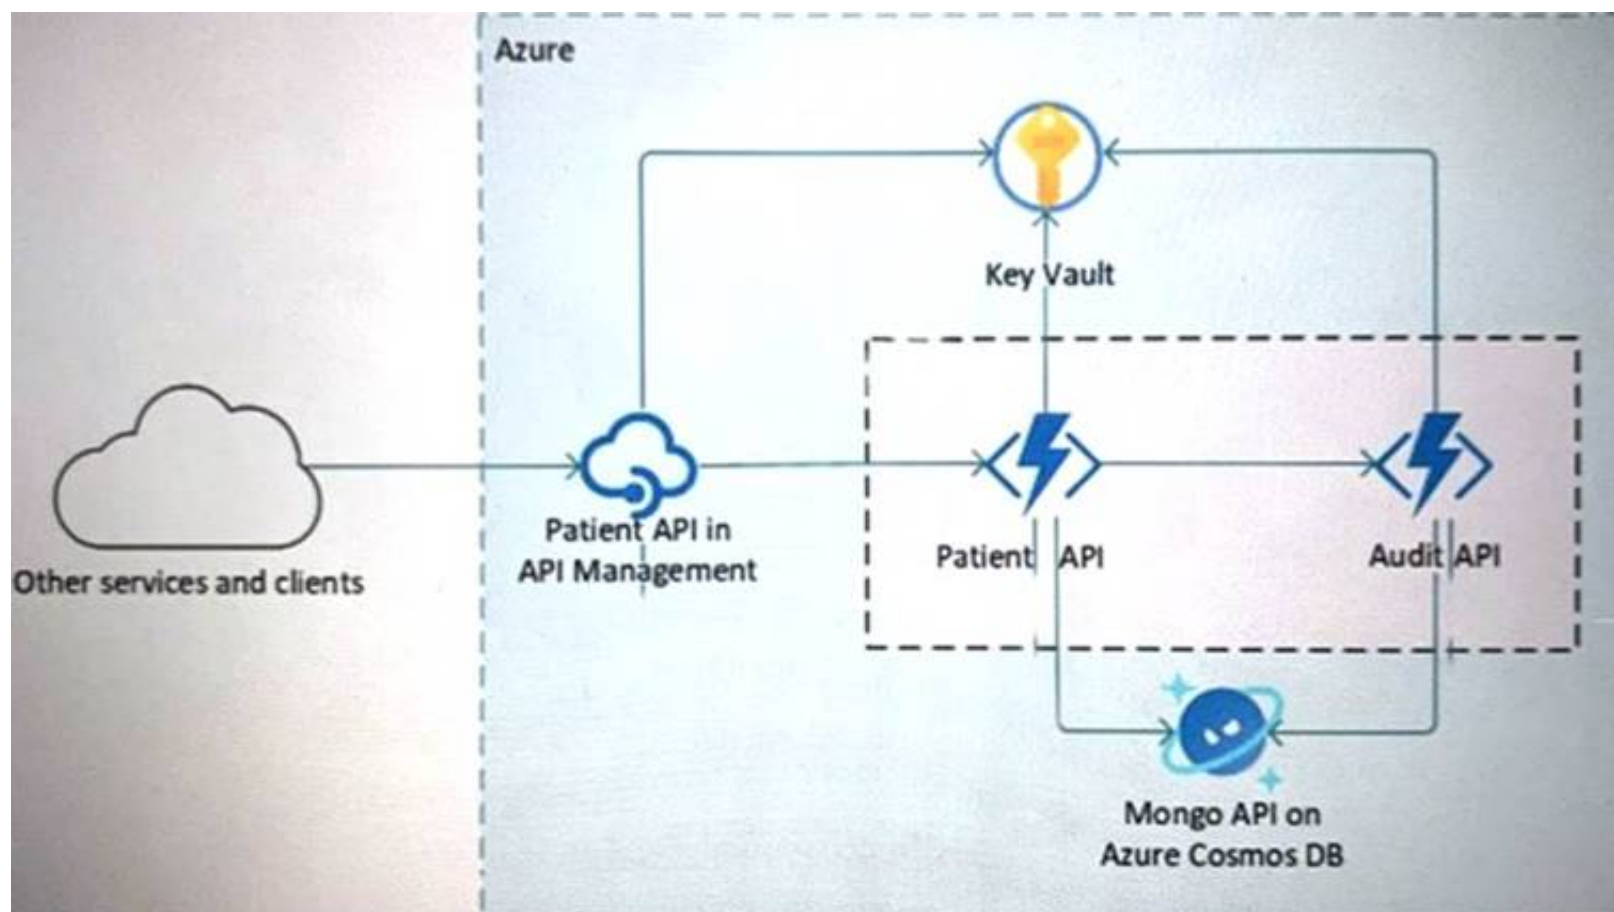 Azure
Key Vault
Patient API in
API Management
Other services and clients
Patient API
Audit API
Mongo API on
Azure Cosmos DB